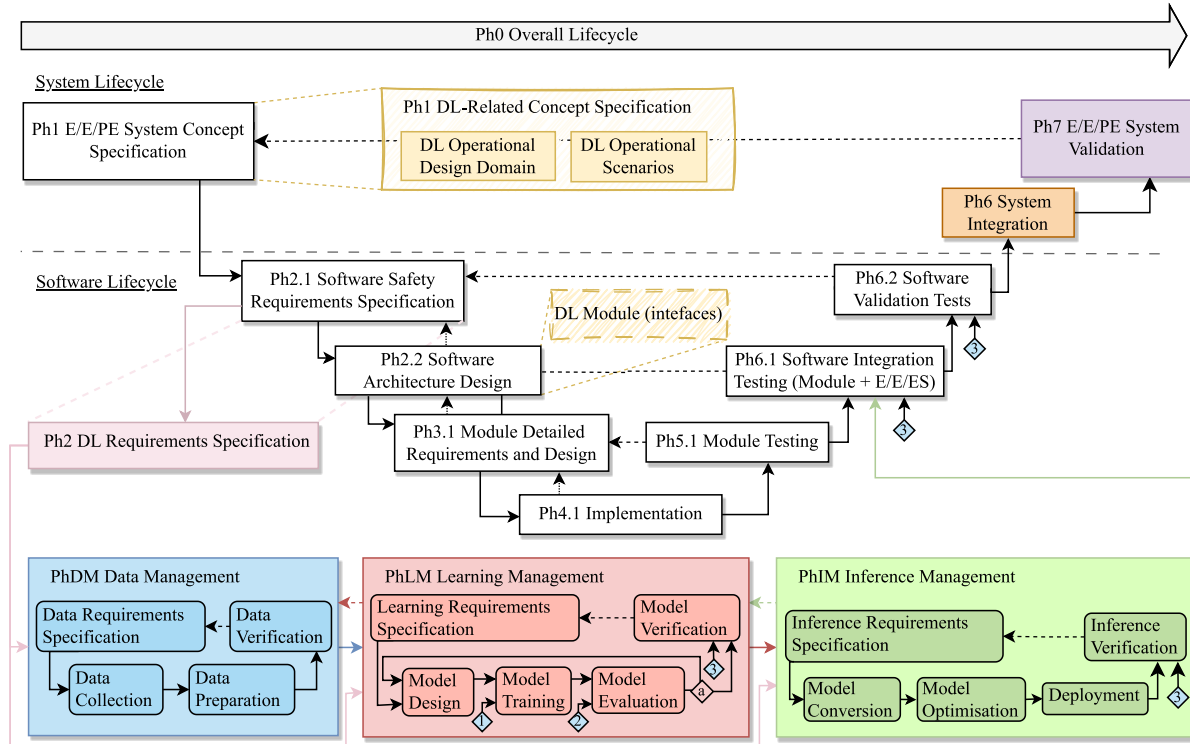 Ph0 Overall Lifecycle
System Lifecycle
Ph1 E/E/PE System Concept
Specification
Ph1 DL-Related Concept Specification
DL Operational
Design Domain
DL Operational
Scenarios
Ph7 E/E/PE System
Validation
Ph6 System
Integration
Software Lifecycle
Ph2.1 Software Safety
Requirements Specification
Ph6.2 Software
Validation Tests
DL Module (intefaces)
3
Ph2.2 Software
Architecture Design
Ph6.1 Software Integration
Testing (Module + E/E/ES)
3
Ph2 DL Requirements Specification
Ph3.1 Module Detailed
Requirements and Design
Ph5.1 Module Testing
Ph4.1 Implementation
PhDM Data Management
Data Requirements
Specification
Data
Verification
Data
Collection
Data
Preparation
PhLM Learning Management
Learning Requirements
Specification
Model
Verification
3
Model
Design
Model
Training
Model
Evaluation
a
1
2
PhIM Inference Management
Inference Requirements
Specification
Inference
Verification
Model
Conversion
Model
Optimisation
Deployment
3